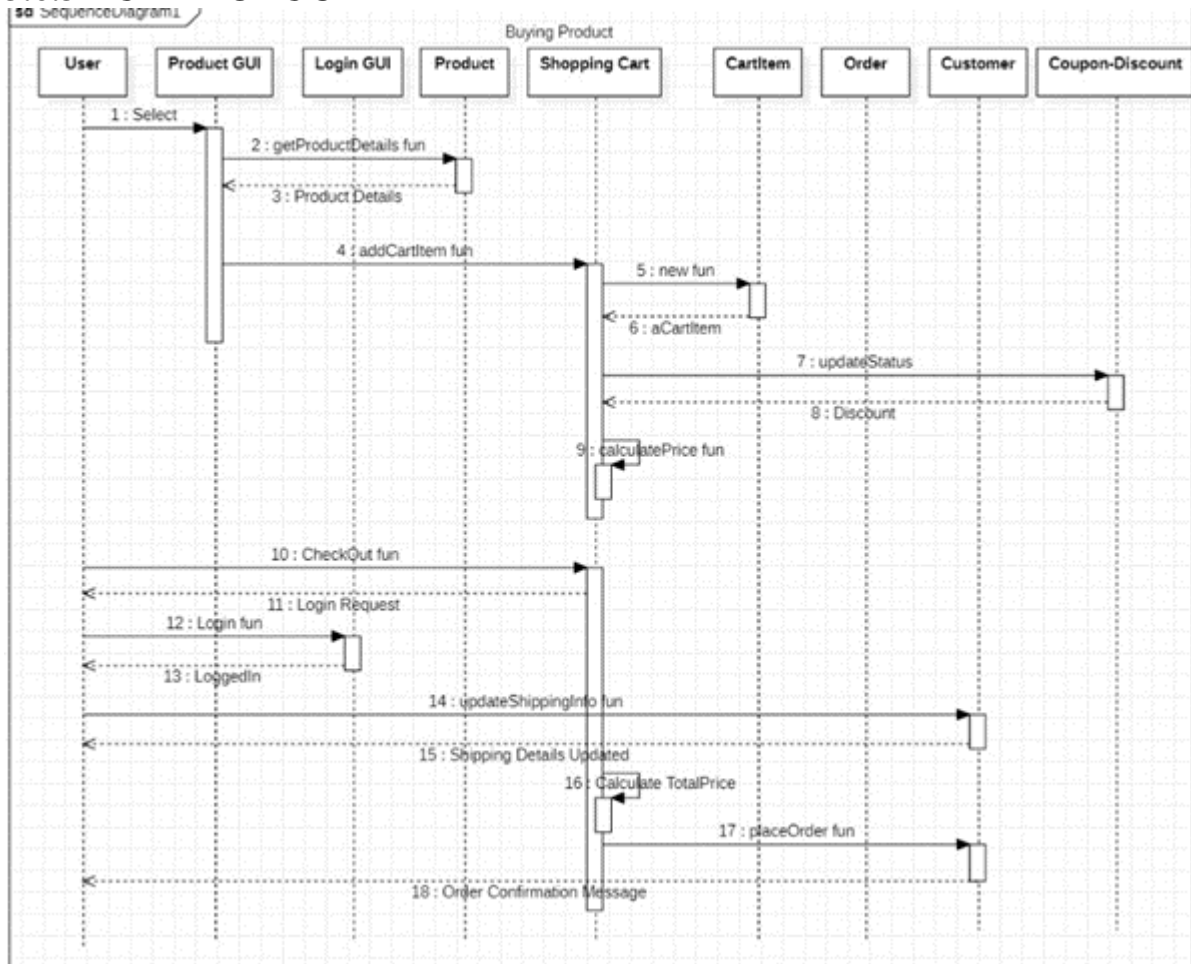 sd SequenceDiagram1
Buying Product
User
Product GUI
Login GUI
Product
Shopping Cart
CartItem
Order
Customer
Coupon-Discount
1 : Select
2 : getProductDetails fun
3 : Product Details
4 : addCartItem fun
5 : new fun
6 : aCartItem
7 : updateStatus
8 : Discount
9 : calculatePrice fun
10 : CheckOut fun
11 : Login Request
12 : Login fun
13 : LoggedIn
14 : updateShippingInfo fun
15 : Shipping Details Updated
16 : Calculate TotalPrice
17 : placeOrder fun
18 : Order Confirmation Message